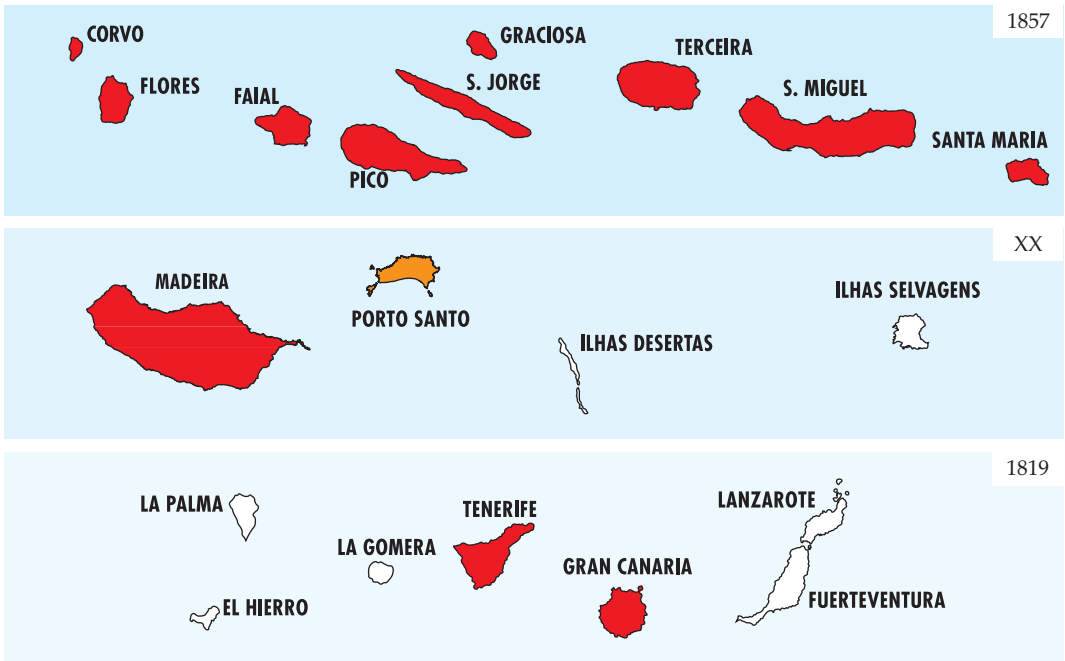 1857
CORVO
GRACIOSA
TERCEIRA
FLORES
S. JORGE
FAIAL
S. MIGUEL
SANTA MARIA
PICO
XX
MADEIRA
ILHAS SELVAGENS
PORTO SANTO
ILHAS DESERTAS
1819
LA PALMA
TENERIFE
LANZAROTE
LA GOMERA
GRAN CANARIA
EL HIERRO
FUERTEVENTURA